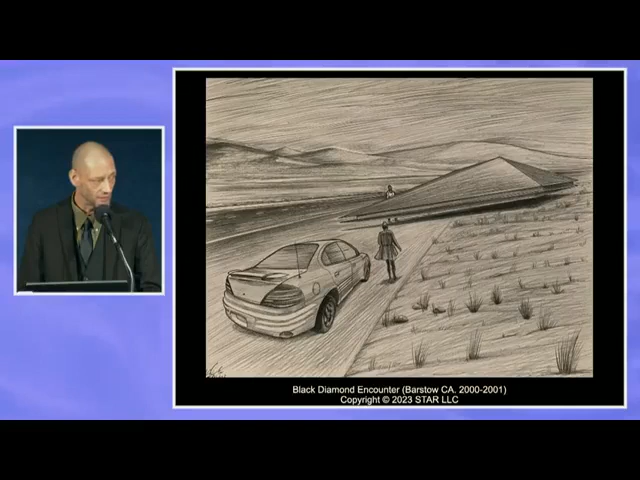 Black Diamond Encounter (Barstow CA. 2000-2001)
Copyright © 2023 STAR LLC